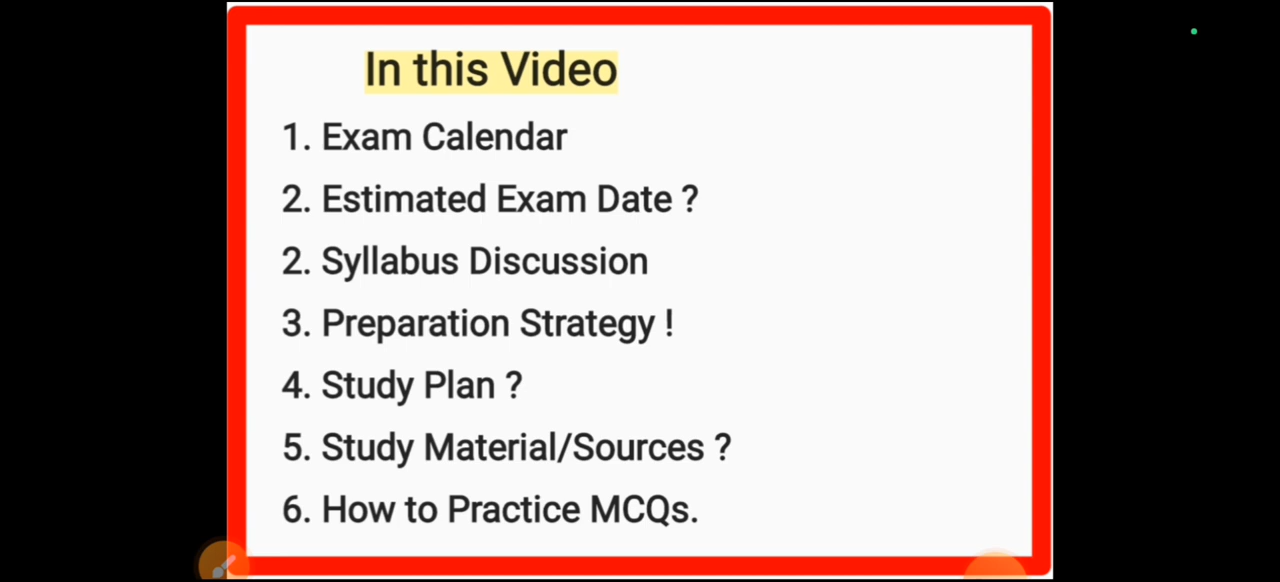 In this Video
1. Exam Calendar
2. Estimated Exam Date ?
2. Syllabus Discussion
3. Preparation Strategy !
4. Study Plan ?
5. Study Material/Sources ?
6. How to Practice MCQs.